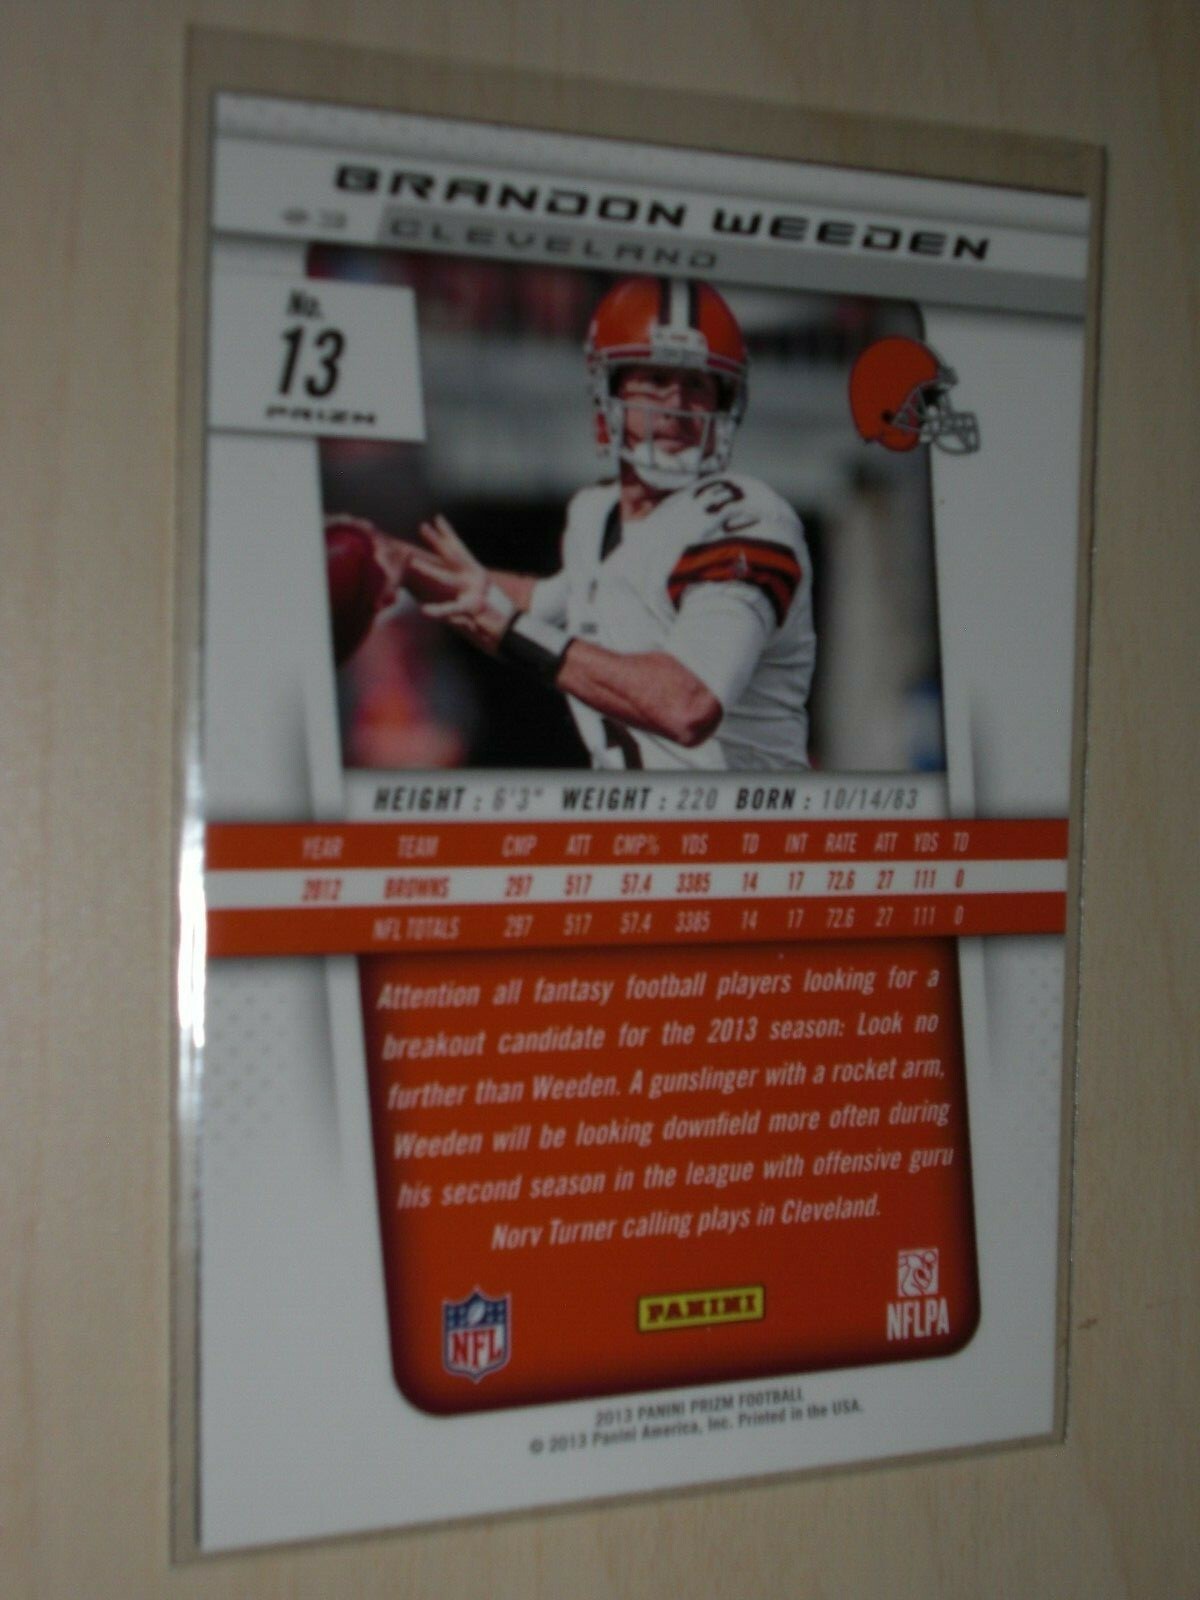 BRANDON WEEDEN
#3 CLEVELAND
No.
13
PRIZM
3
HEIGHT : 6'3" WEIGHT : 220 BORN : 10/14/83
YEAR TEAM CMP ATT CMP% YDS TD INT RATE ATT YDS TD
2012 BROWNS 297 517 57.4 3385 14 17 72.6 27 111 0
NFL TOTALS 297 517 57.4 3385 14 17 72.6 27 111 0
Attention all fantasy football players looking for a
breakout candidate for the 2013 season: Look no
further than Weeden. A gunslinger with a rocket arm,
Weeden will be looking downfield more often during
his second season in the league with offensive guru
Norv Turner calling plays in Cleveland.
NFL
PANINI
NFLPA
2013 PANINI PRIZM FOOTBALL
© 2013 Panini America, Inc. Printed in the USA.